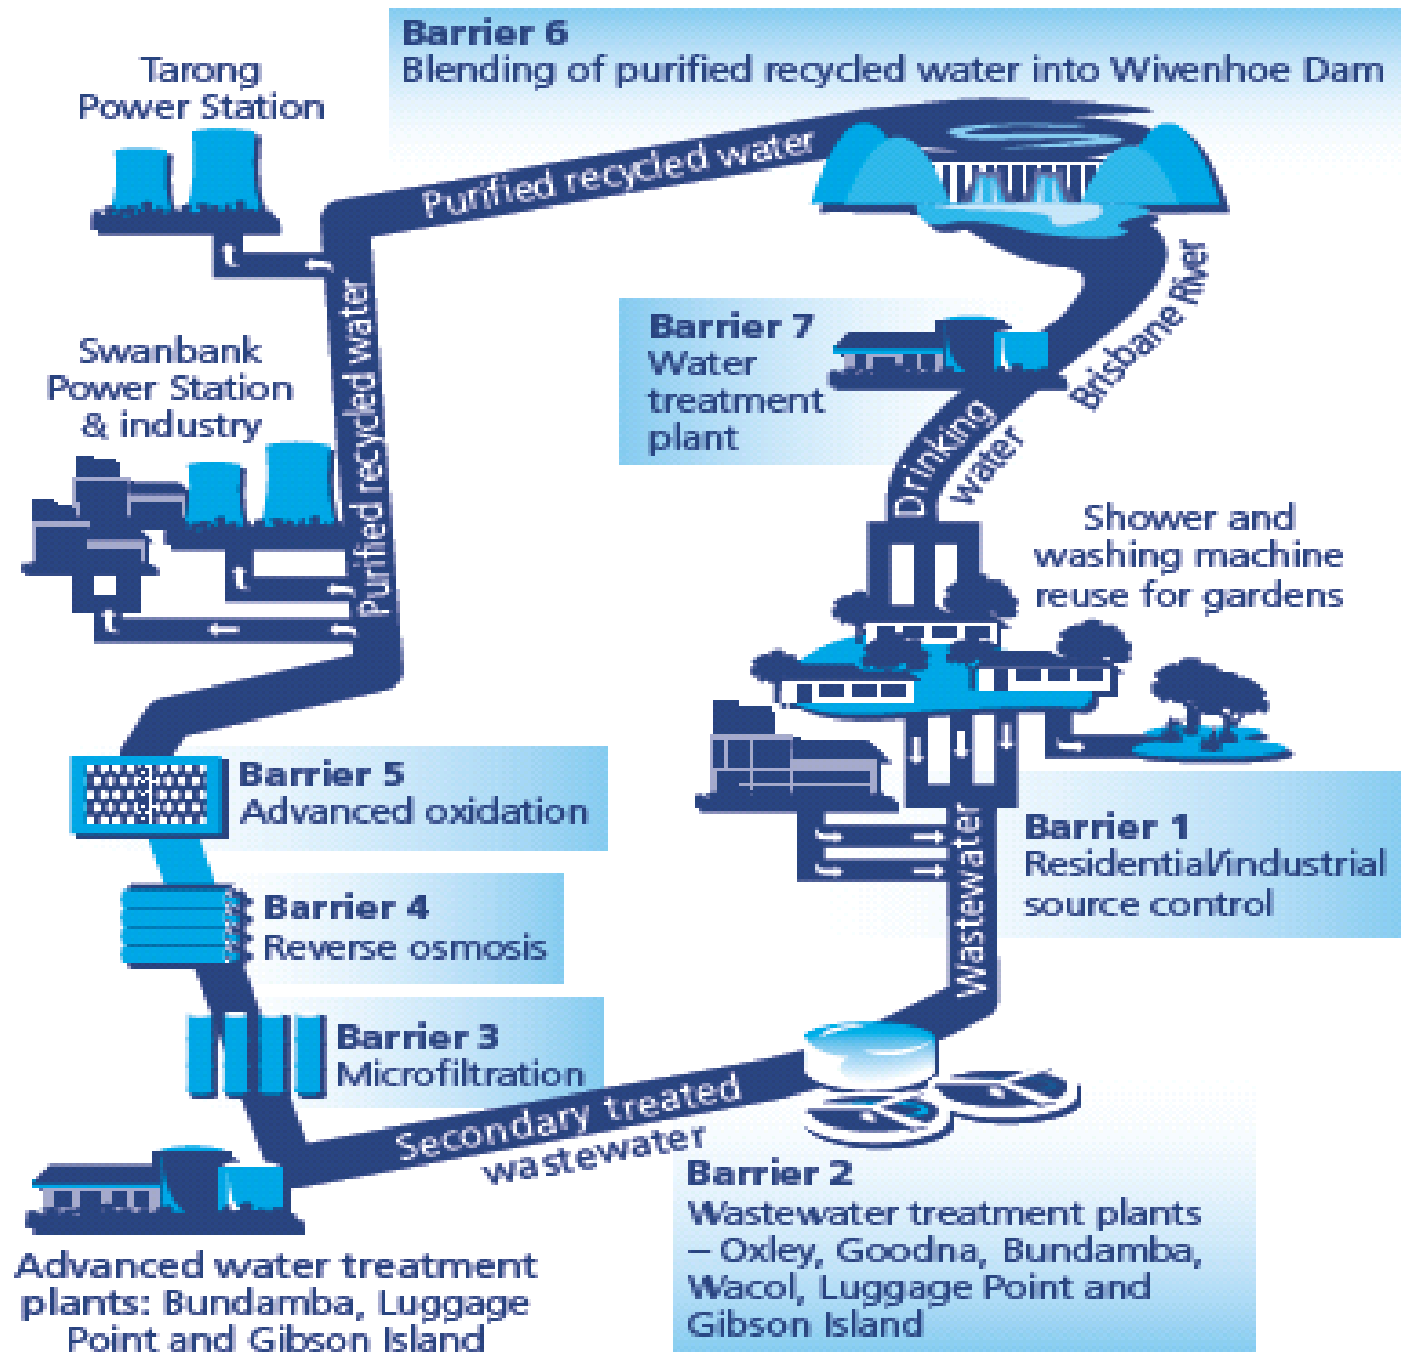 Barrier 6
Blending of purified recycled water into Wivenhoe Dam
Tarong
Power Station
Purified recycled water
Brisbane River
Barrier 7
Water
treatment
plant
Drinking
water
Swanbank
Power Station
& industry
Purified recycled water
Shower and
washing machine
reuse for gardens
Barrier 5
Advanced oxidation
Barrier 1
Residential/industrial
source control
Wastewater
Barrier 4
Reverse osmosis
Barrier 3
Microfiltration
Secondary treated
wastewater
Barrier 2
Wastewater treatment plants
– Oxley, Goodna, Bundamba,
Wacol, Luggage Point and
Gibson Island
Advanced water treatment
plants: Bundamba, Luggage
Point and Gibson Island